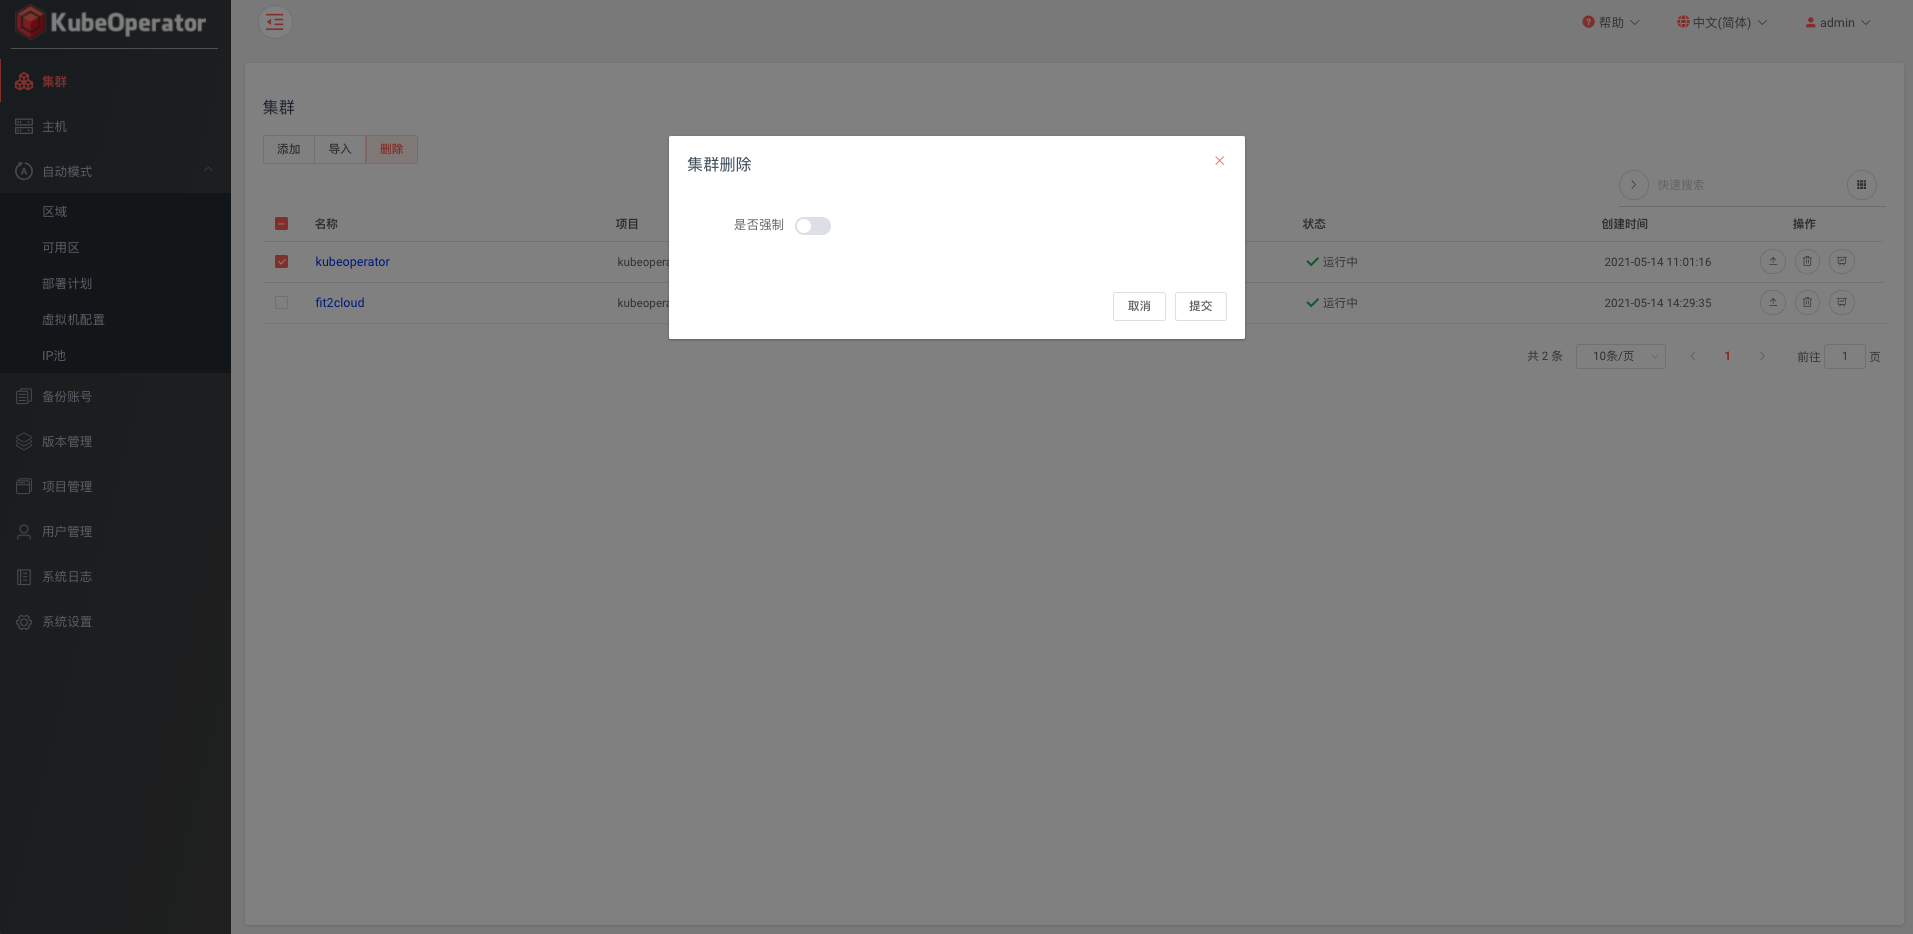 KubeOperator
帮助
中文(简体)
admin
集群
主机
自动模式
区域
可用区
部署计划
虚拟机配置
IP池
备份账号
版本管理
项目管理
用户管理
系统日志
系统设置
集群
添加 导入 删除
快速搜索
名称 项目 状态 创建时间 操作
kubeoperator kubeopera 运行中 2021-05-14 11:01:16
fit2cloud kubeopera 运行中 2021-05-14 14:29:35
共 2 条 10条/页 1 前往 1 页
集群删除
是否强制
取消 提交